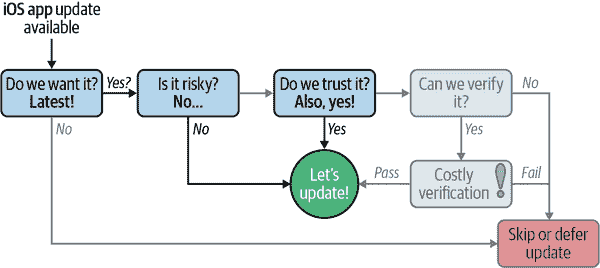 iOS app update
available
Do we want it?
Latest!
Yes?
Is it risky?
No...
Do we trust it?
Also, yes!
Can we verify
it?
No
No
No
Yes
Yes
Let's
update!
Pass
Costly
verification
!
Fail
Skip or defer
update